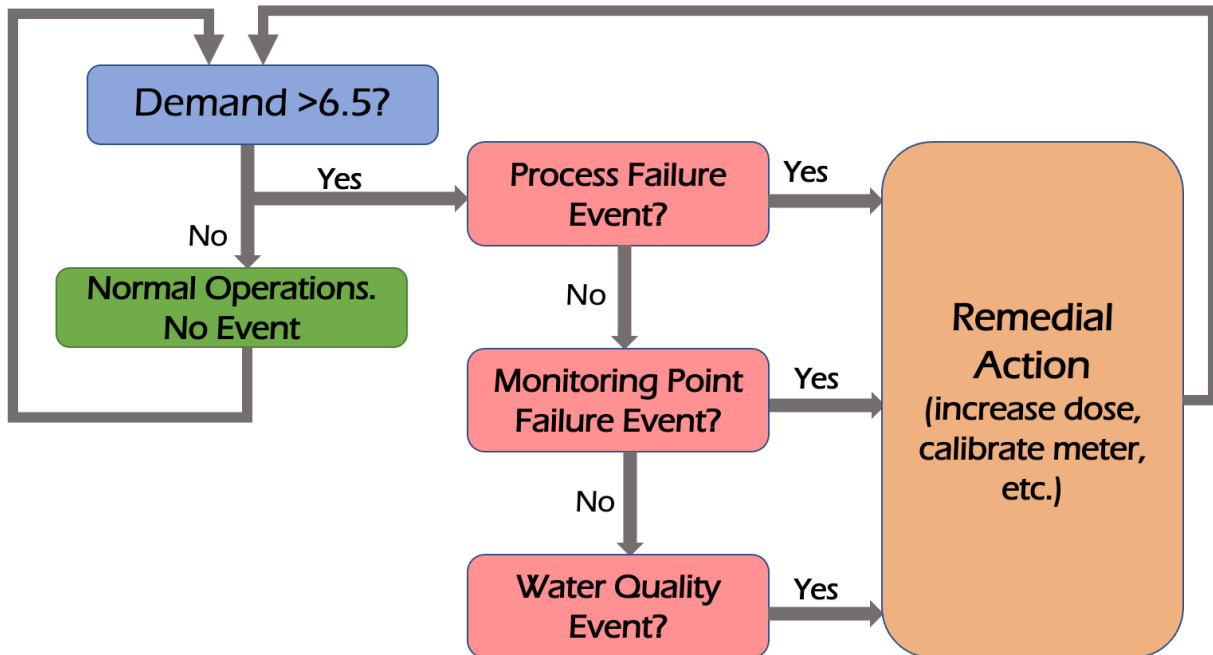 Demand >6.5?
Yes
No
Normal Operations.
No Event
Process Failure
Event?
Yes
No
Monitoring Point
Failure Event?
Yes
No
Water Quality
Event?
Yes
Remedial
Action
(increase dose,
calibrate meter,
etc.)